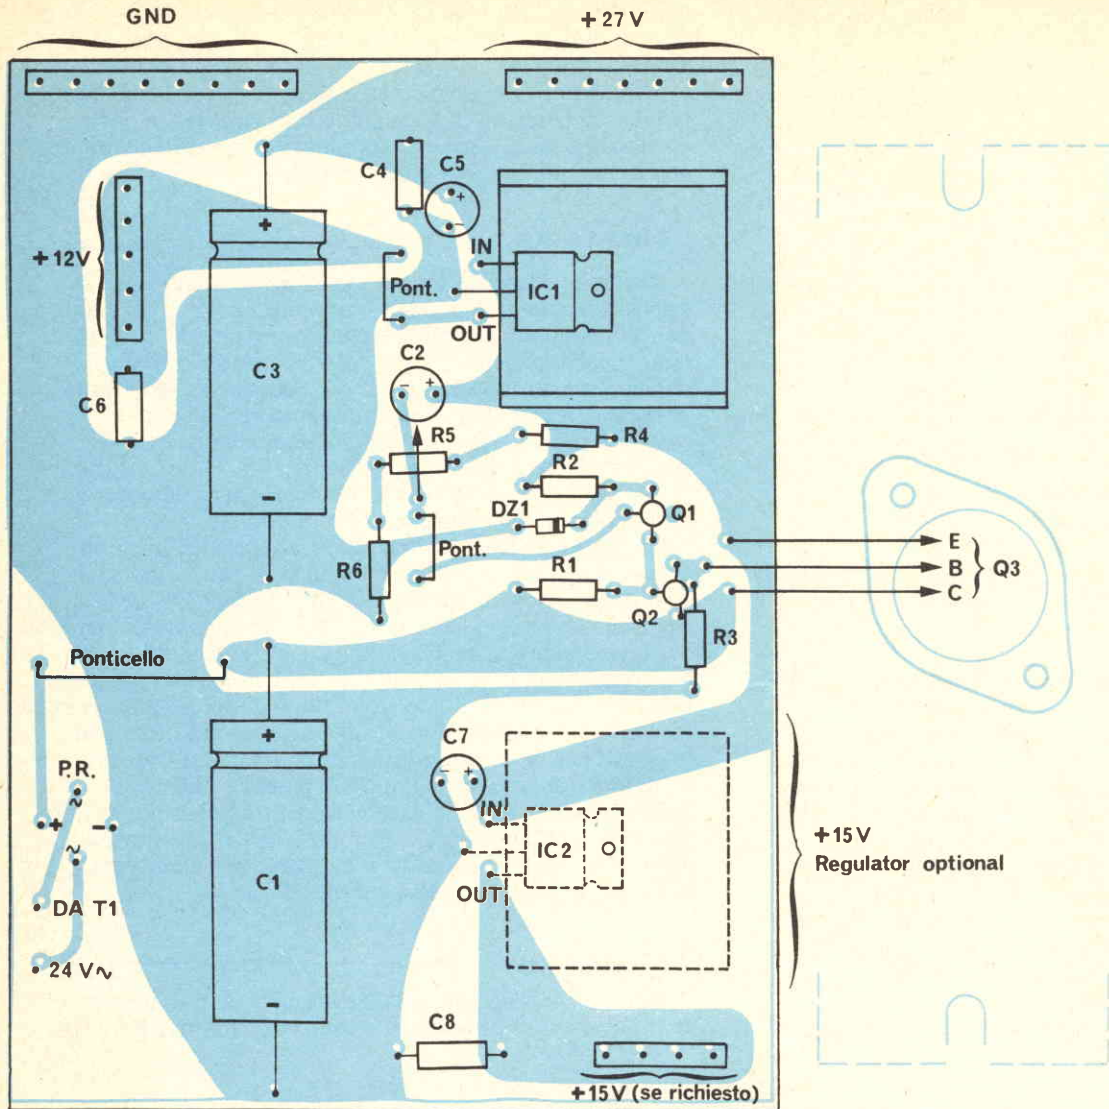 GND
+27 V
C4
C5
+
-
+12V
+
IN
Pont.
IC1
OUT
C3
C2
- +
C6
R5
R4
R2
-
DZ1
Q1
Pont.
E
R6
R1
B
Q3
C
Q2
R3
Ponticello
+
C7
P.R.
~
- +
IN
+ -
~
IC2
+15V
Regulator optional
C1
OUT
DA T1
24 V~
-
C8
+15V (se richiesto)